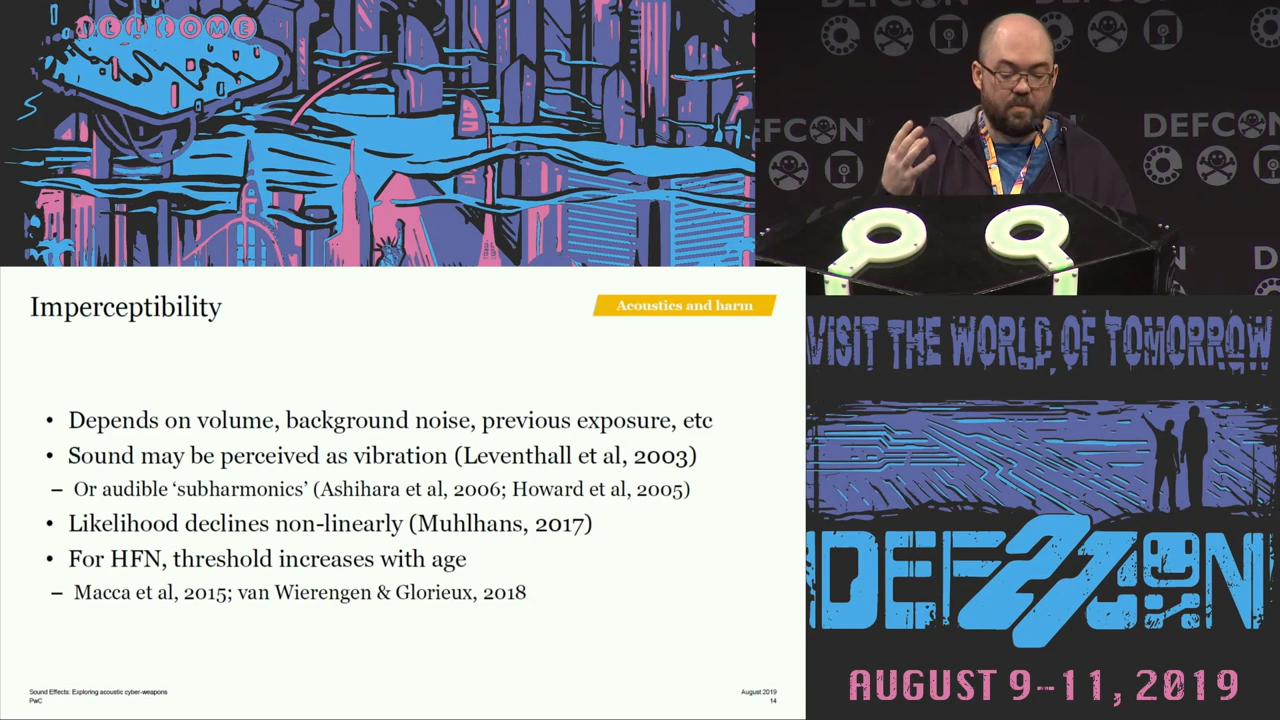 WELCOME
DEFCON
DEFCON
DEFCON
Imperceptibility
Acoustics and harm
• Depends on volume, background noise, previous exposure, etc
• Sound may be perceived as vibration (Leventhall et al, 2003)
– Or audible ‘subharmonics’ (Ashihara et al, 2006; Howard et al, 2005)
• Likelihood declines non-linearly (Muhlhans, 2017)
• For HFN, threshold increases with age
– Macca et al, 2015; van Wierengen & Glorieux, 2018
Sound Effects: Exploring acoustic cyber-weapons
PwC
August 2019
14
VISIT THE WORLD OF TOMORROW
DEF27CON
AUGUST 9-11, 2019